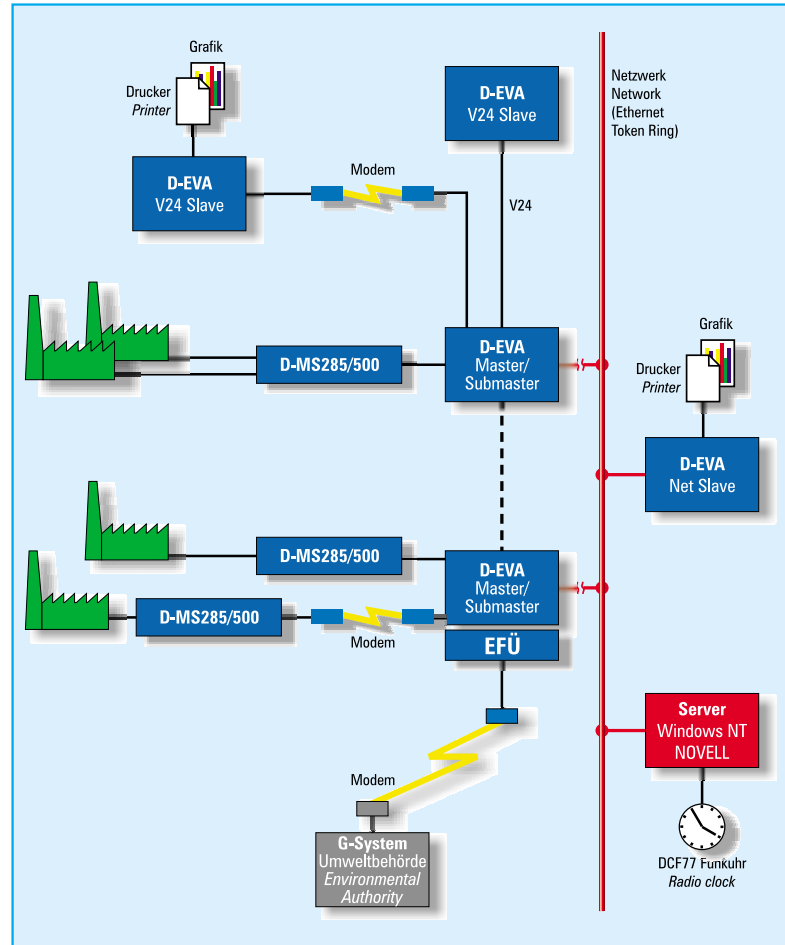 Grafik
Drucker
Printer
D-EVA
V24 Slave
Modem
D-EVA
V24 Slave
V24
Netzwerk
Network
(Ethernet
Token Ring)
D-MS285/500
D-EVA
Master/
Submaster
Grafik
Drucker
Printer
D-EVA
Net Slave
D-MS285/500
D-EVA
Master/
Submaster
D-MS285/500
Modem
EFÜ
Modem
G-System
Umweltbehörde
Environmental
Authority
Server
Windows NT
NOVELL
DCF77 Funkuhr
Radio clock